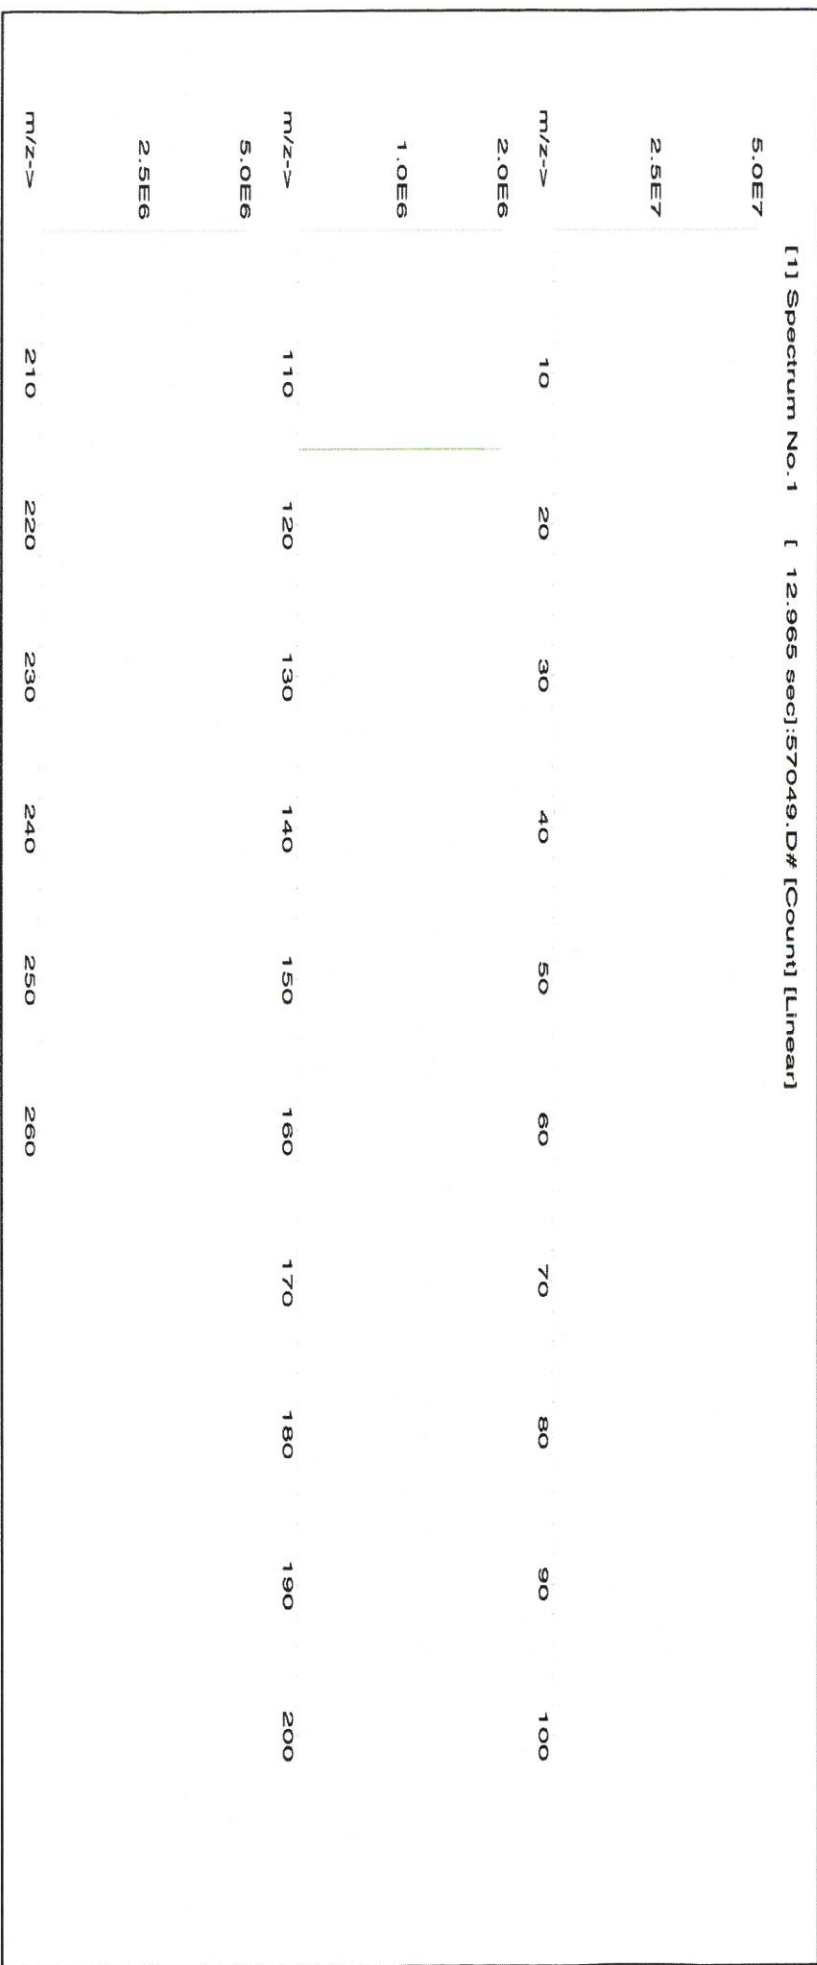 [1] Spectrum No.1 [ 12.965 sec]:57049.D# [Count] [Linear]
5.0E7
2.5E7
m/z-> 10 20 30 40 50 60 70 80 90 100
2.0E6
1.0E6
m/z-> 110 120 130 140 150 160 170 180 190 200
5.0E6
2.5E6
m/z-> 210 220 230 240 250 260